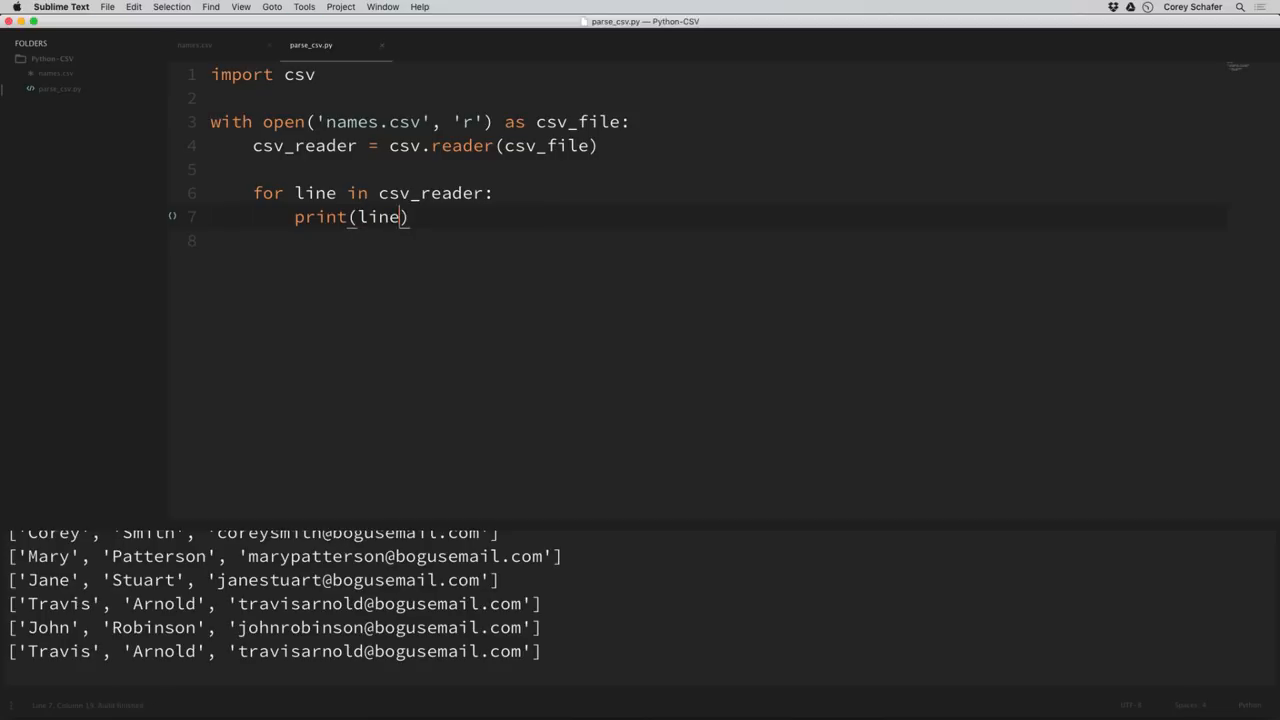 Sublime Text File Edit Selection Find View Goto Tools Project Window Help Corey Schafer
parse_csv.py — Python-CSV
FOLDERS
Python-CSV
names.csv
parse_csv.py
names.csv parse_csv.py
1 import csv
2
3 with open('names.csv', 'r') as csv_file:
4 csv_reader = csv.reader(csv_file)
5
6 for line in csv_reader:
7 print(line)
8
['Corey', 'Smith', 'coreysmith@bogusemail.com']
['Mary', 'Patterson', 'marypatterson@bogusemail.com']
['Jane', 'Stuart', 'janestuart@bogusemail.com']
['Travis', 'Arnold', 'travisarnold@bogusemail.com']
['John', 'Robinson', 'johnrobinson@bogusemail.com']
['Travis', 'Arnold', 'travisarnold@bogusemail.com']
Line 7, Column 19, Build finished UTF-8 Spaces: 4 Python